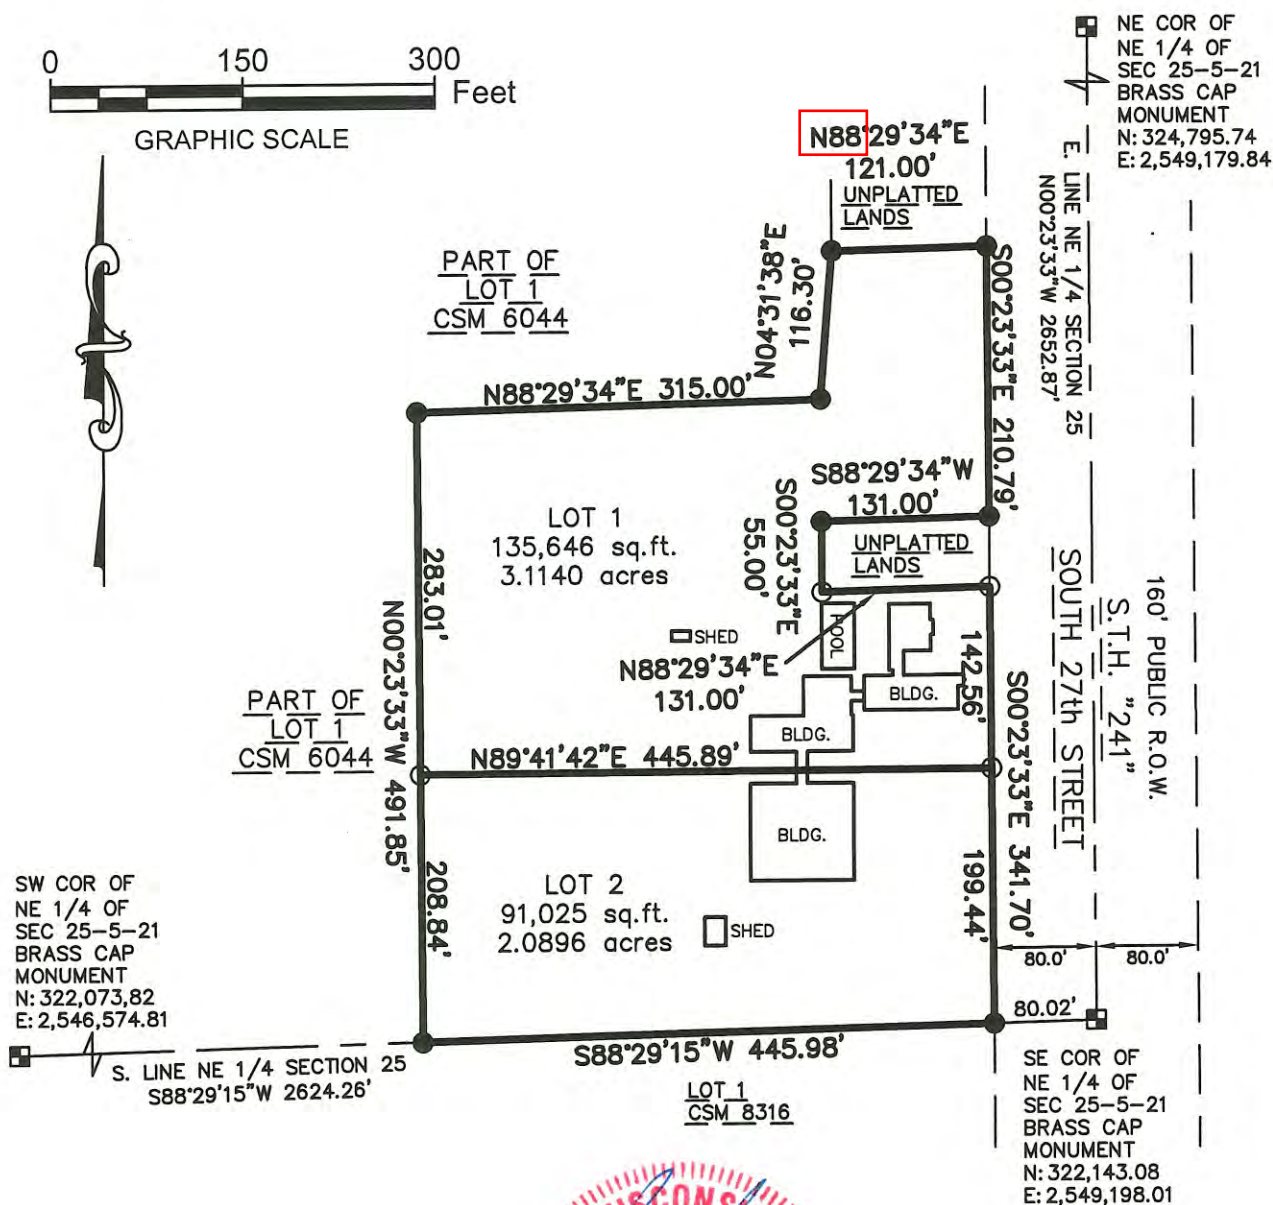 0 150 300
Feet
GRAPHIC SCALE
NE COR OF
NE 1/4 OF
SEC 25-5-21
BRASS CAP
MONUMENT
N: 324,795.74
E: 2,549,179.84
N88°29'34"E
121.00'
UNPLATTED
LANDS
E. LINE NE 1/4 SECTION 25
N00°23'33"W 2652.87'
PART OF
LOT 1
CSM 6044
N04°31'38"E
116.30'
S00°23'33"E 210.79'
N88°29'34"E 315.00'
S88°29'34"W
131.00'
S00°23'33"E
55.00'
UNPLATTED
LANDS
LOT 1
135,646 sq.ft.
3.1140 acres
283.01'
N00°23'33"W 491.85'
SHED
POOL
N88°29'34"E
131.00'
BLDG.
142.56'
S00°23'33"E 341.70'
SOUTH 27th STREET
S.T.H. "241"
160' PUBLIC R.O.W.
PART OF
LOT 1
CSM 6044
BLDG.
N89°41'42"E 445.89'
BLDG.
208.84'
LOT 2
91,025 sq.ft.
2.0896 acres
SHED
199.44'
80.0' 80.0'
80.02'
SW COR OF
NE 1/4 OF
SEC 25-5-21
BRASS CAP
MONUMENT
N: 322,073,82
E: 2,546,574.81
S. LINE NE 1/4 SECTION 25
S88°29'15"W 2624.26'
S88°29'15"W 445.98'
LOT 1
CSM 8316
SE COR OF
NE 1/4 OF
SEC 25-5-21
BRASS CAP
MONUMENT
N: 322,143.08
E: 2,549,198.01